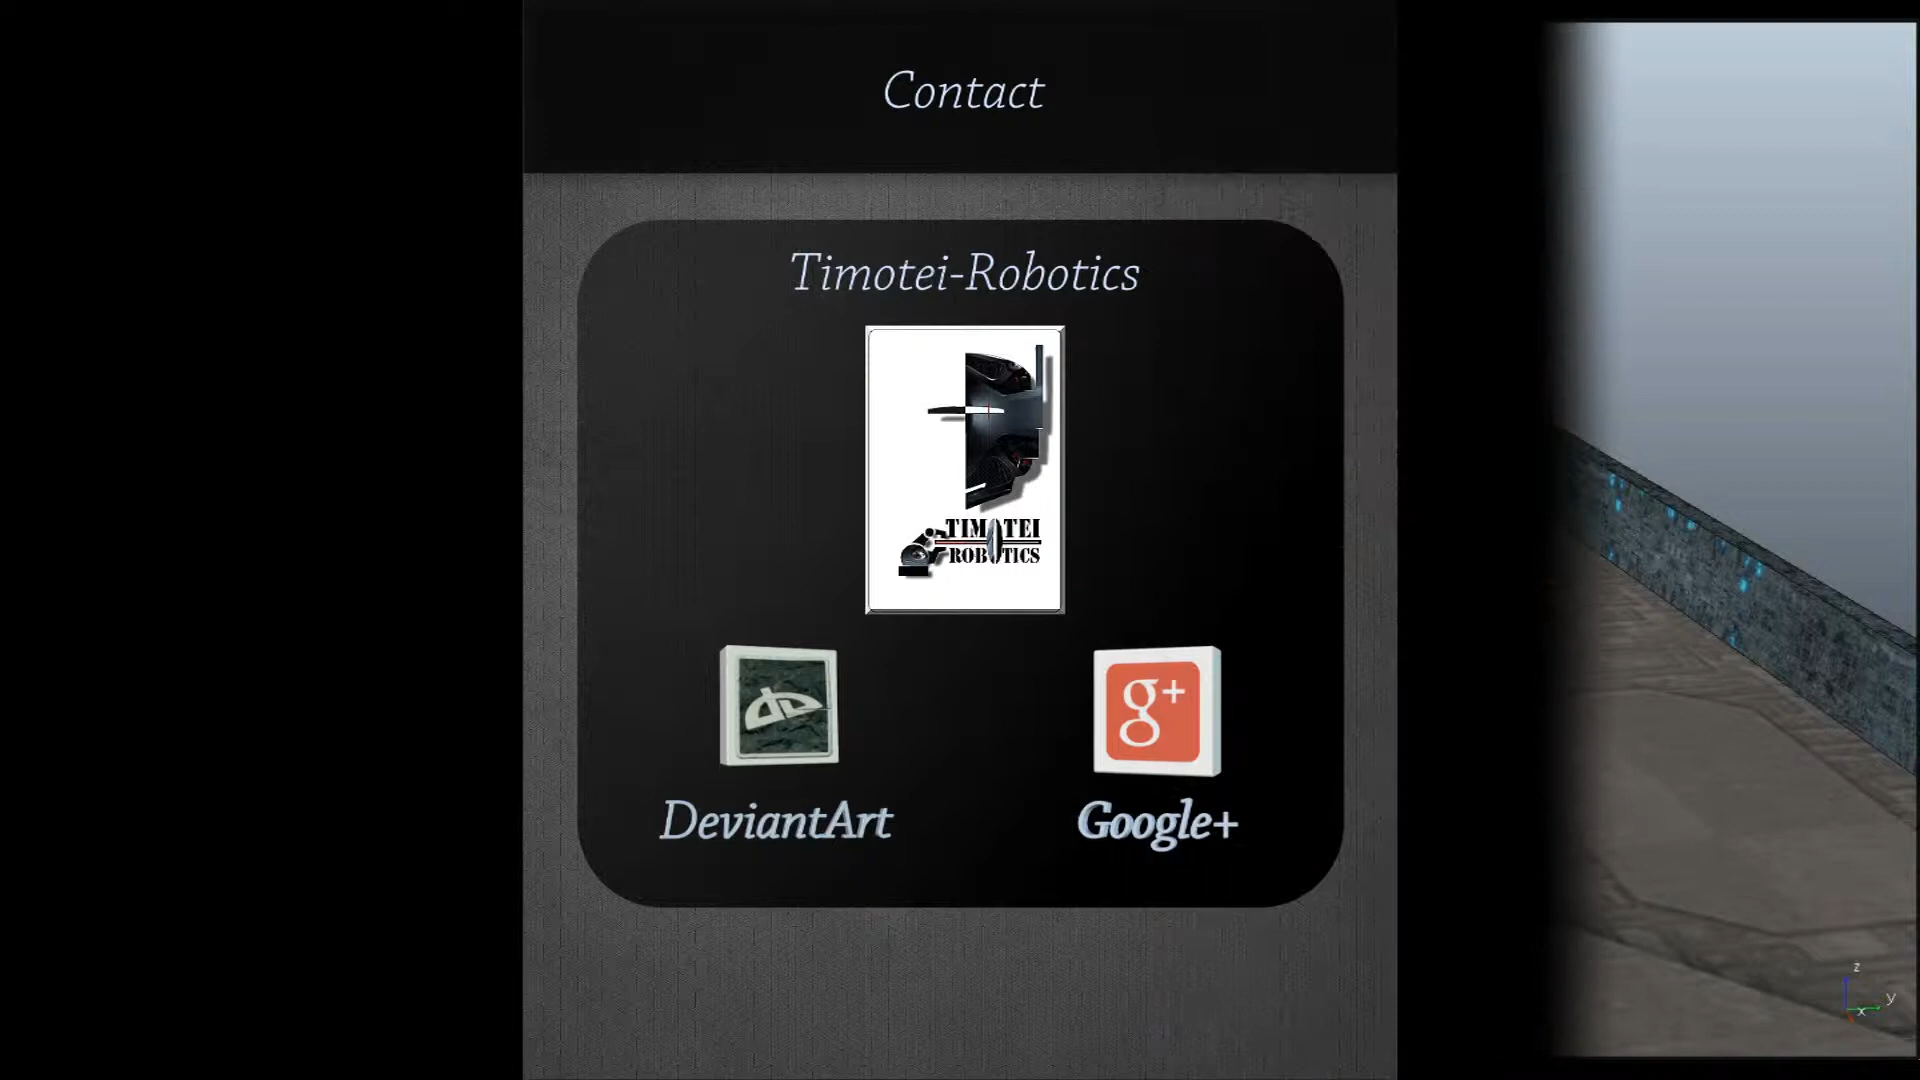 Contact
Timotei-Robotics
TIMOTEI
ROBOTICS
g+
DeviantArt
Google+
z
y
x